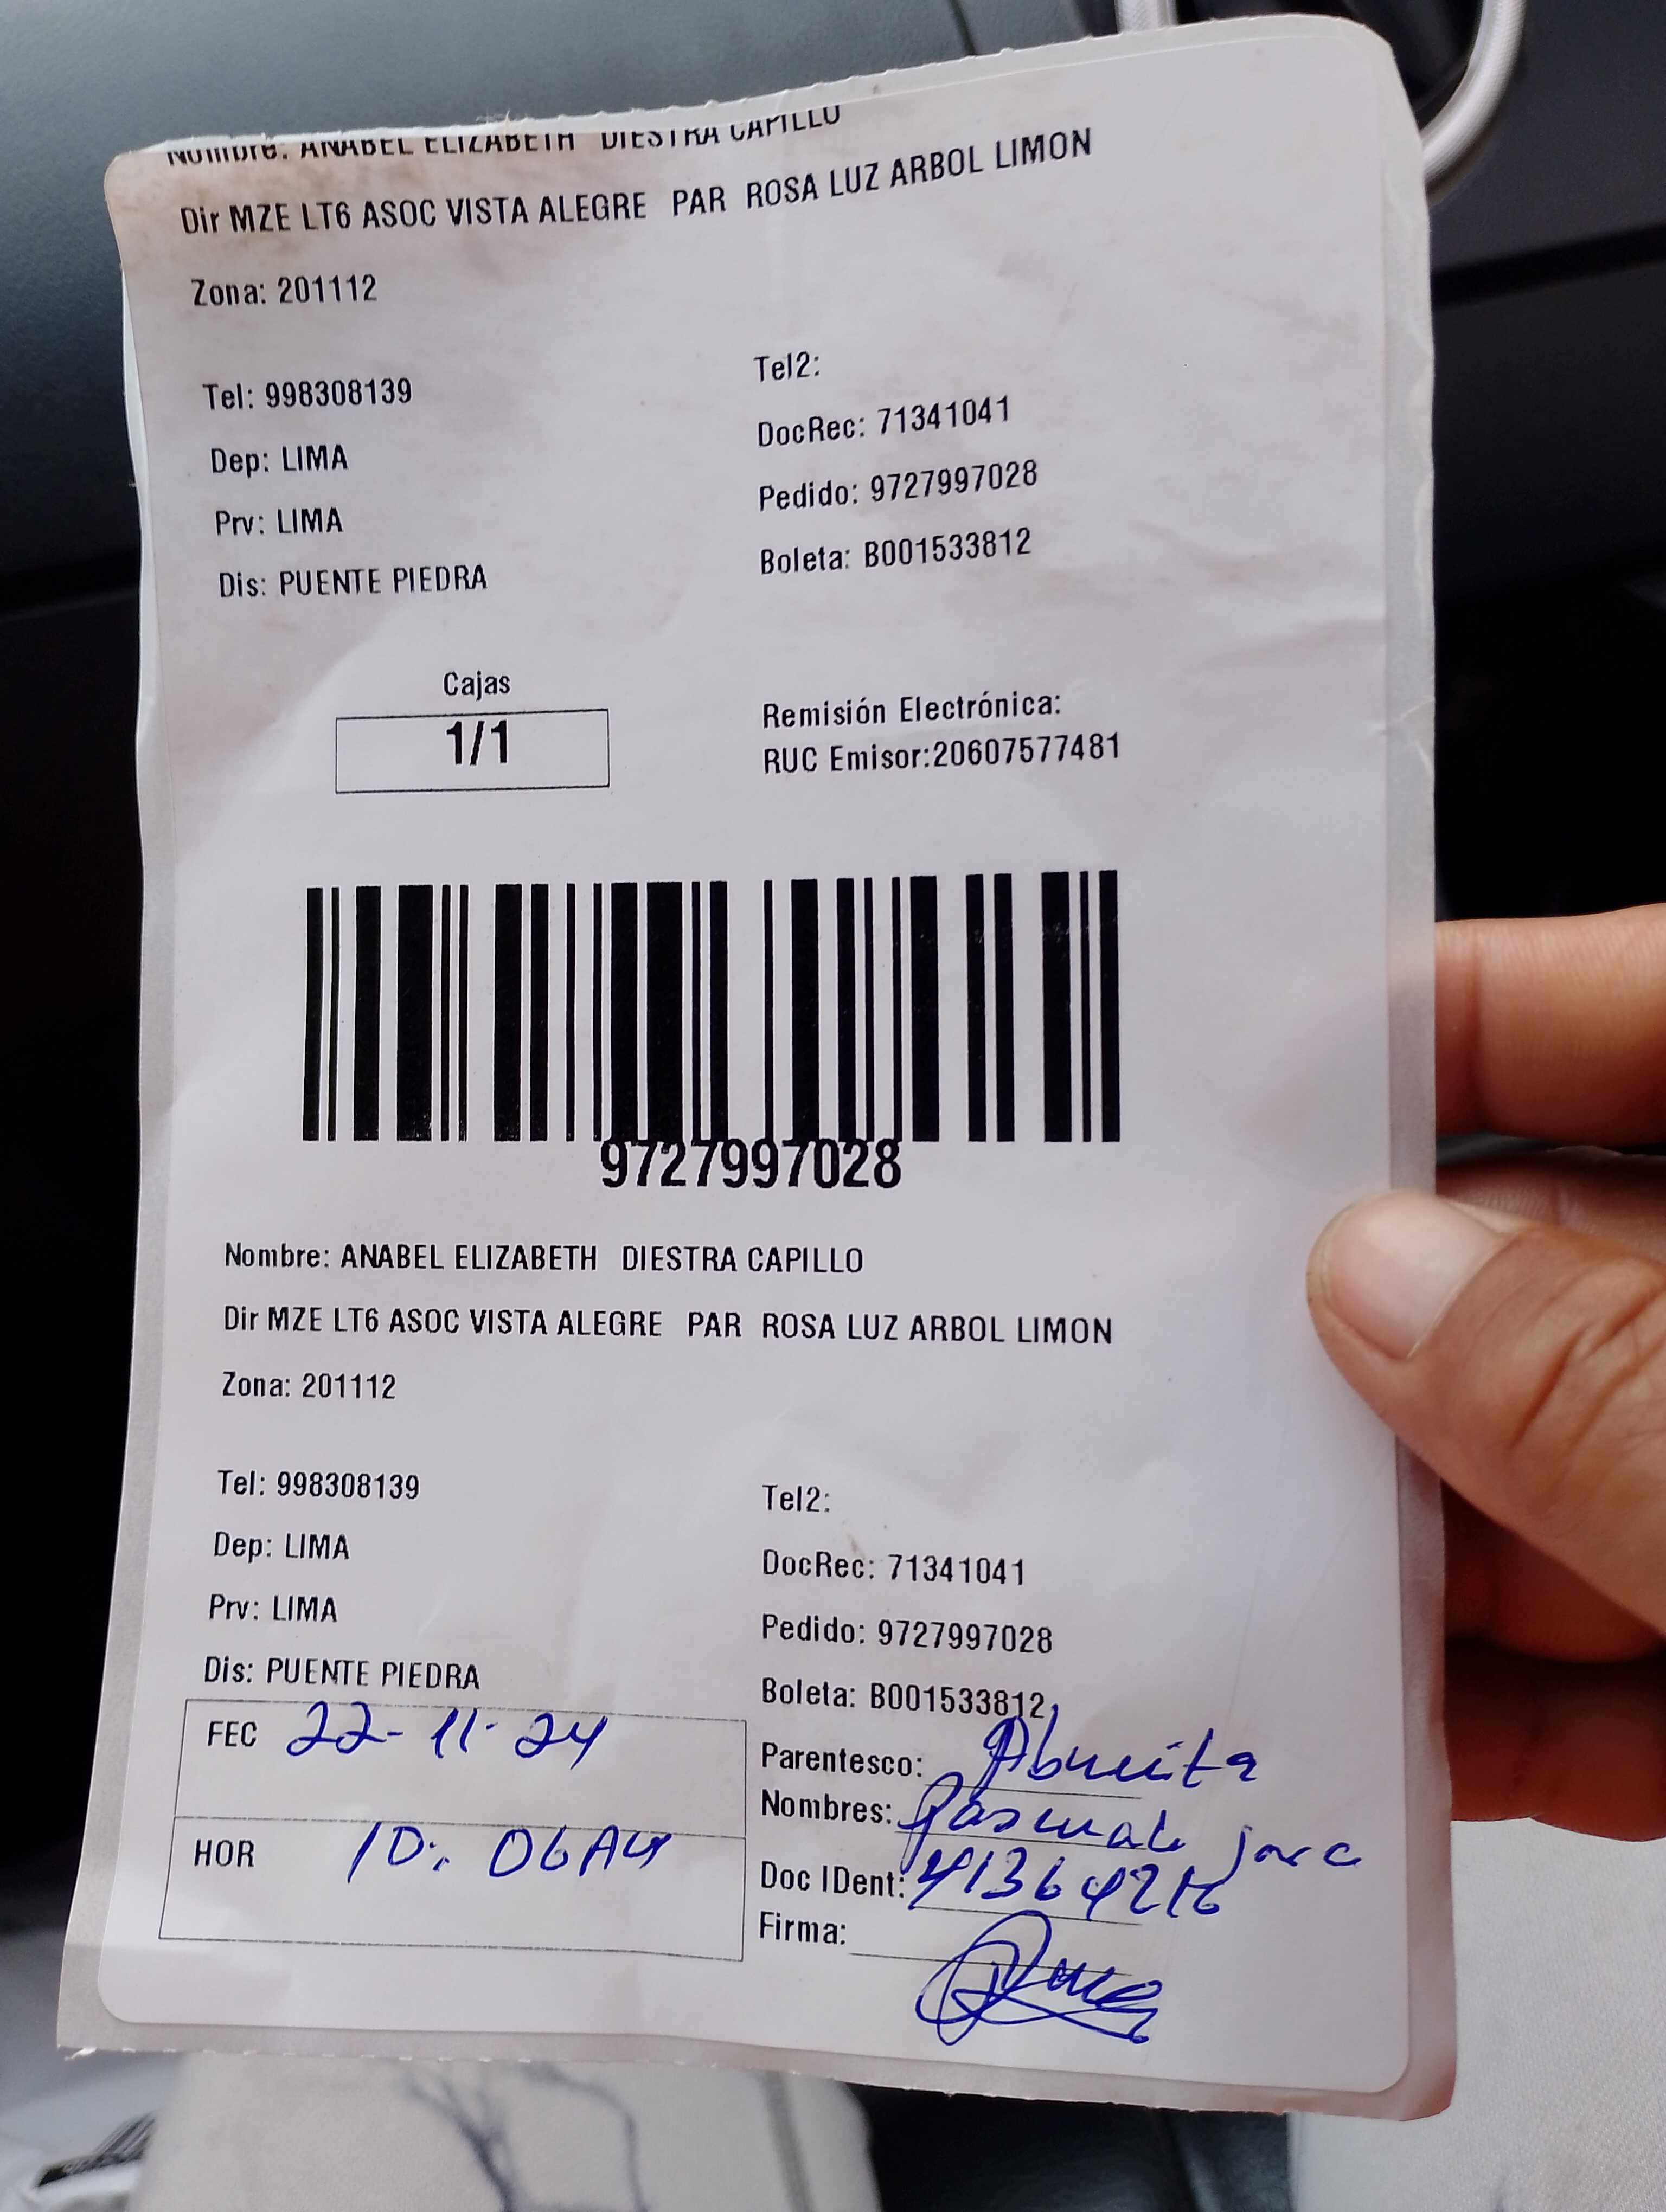 Nombre: ANABEL ELIZABETH DIESTRA CAPILLO
Dir MZE LT6 ASOC VISTA ALEGRE PAR ROSA LUZ ARBOL LIMON
Zona: 201112
Tel: 998308139
Tel2:
Dep: LIMA
DocRec: 71341041
Prv: LIMA
Pedido: 9727997028
Dis: PUENTE PIEDRA
Boleta: B001533812
Cajas
1/1
Remisión Electrónica:
RUC Emisor:20607577481
9727997028
Nombre: ANABEL ELIZABETH DIESTRA CAPILLO
Dir MZE LT6 ASOC VISTA ALEGRE PAR ROSA LUZ ARBOL LIMON
Zona: 201112
Tel: 998308139
Tel2:
Dep: LIMA
DocRec: 71341041
Prv: LIMA
Pedido: 9727997028
Dis: PUENTE PIEDRA
Boleta: B001533812
FEC 22-11-24
Parentesco: Abueita
Nombres:
HOR 10:06AM
Doc IDent:
Firma: